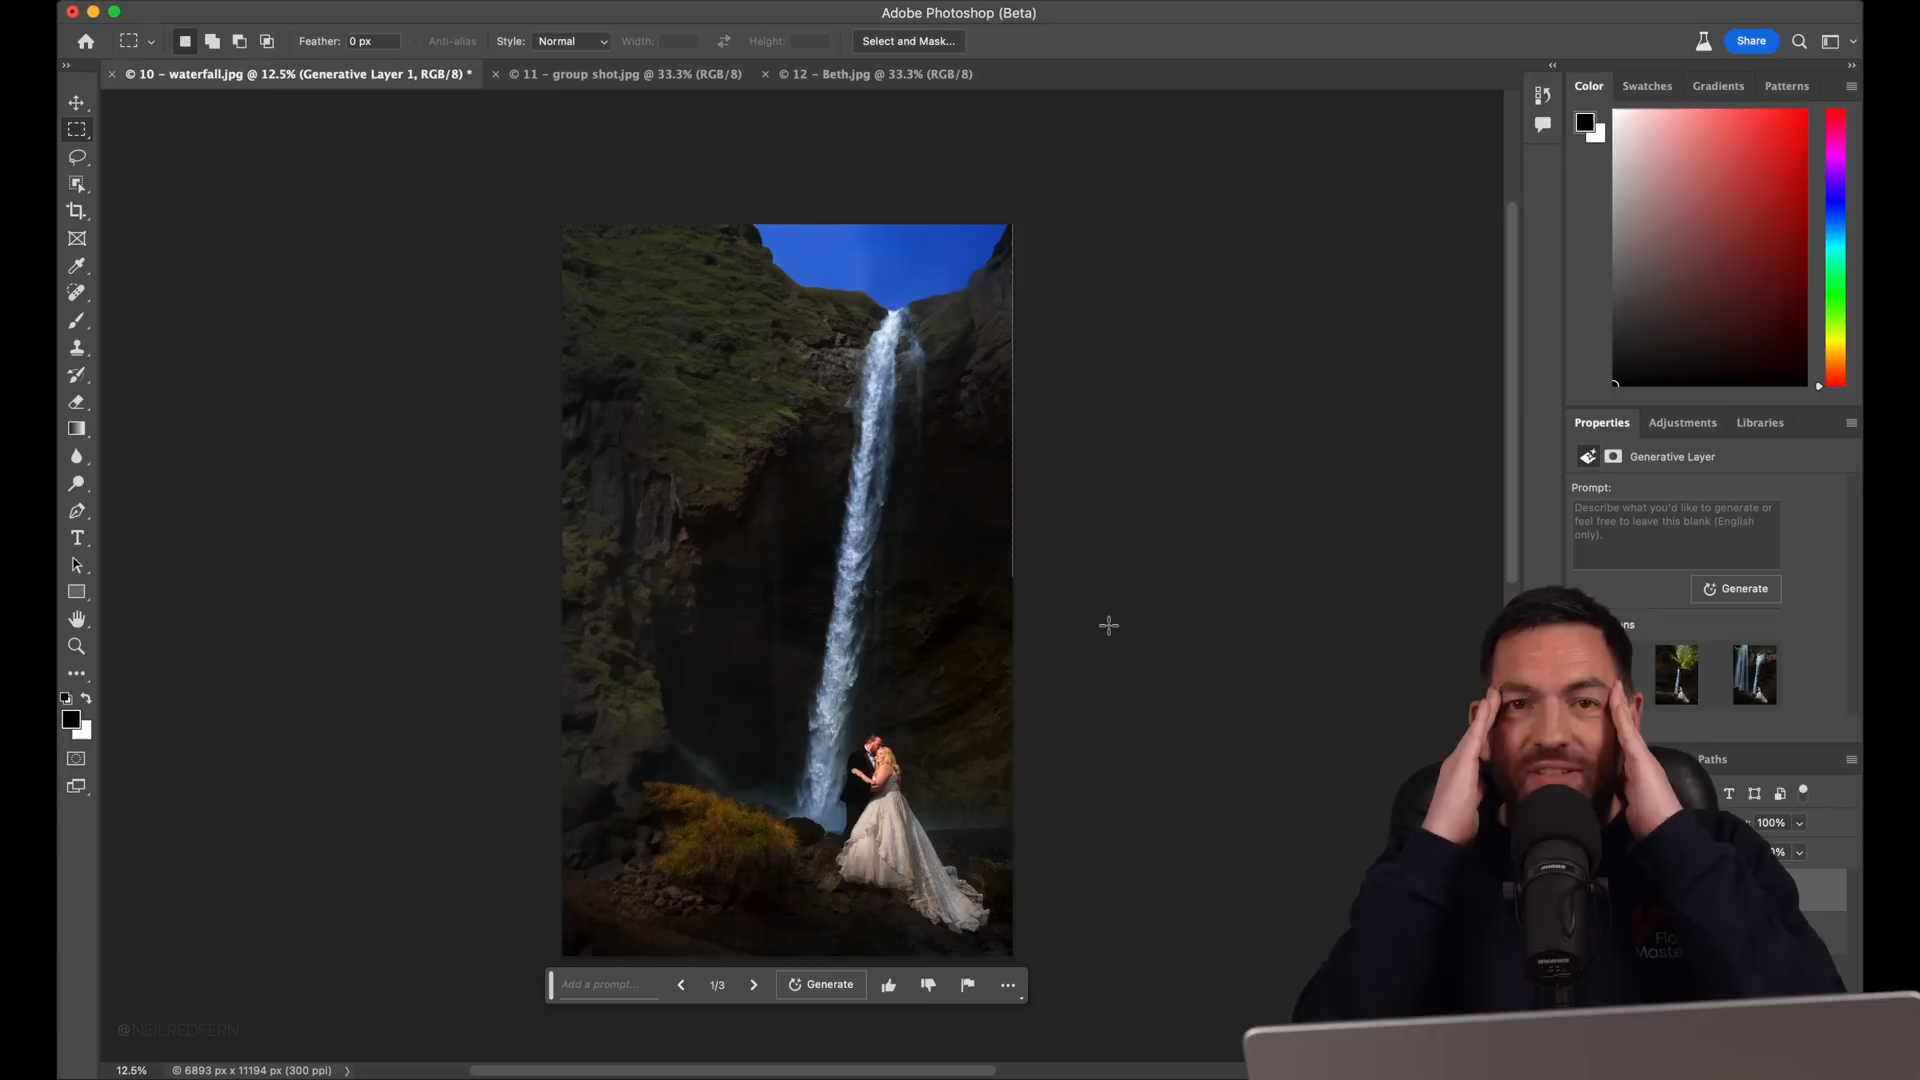 Adobe Photoshop (Beta)
Feather: 0 px Anti-alias Style: Normal Width: Height: Select and Mask... Share
× © 10 – waterfall.jpg @ 12.5% (Generative Layer 1, RGB/8) * × © 11 – group shot.jpg @ 33.3% (RGB/8) × © 12 – Beth.jpg @ 33.3% (RGB/8)
Color Swatches Gradients Patterns
Properties Adjustments Libraries
Generative Layer
Prompt:
Describe what you'd like to generate or
feel free to leave this blank (English
only).
Generate
ons
Paths
100%
0%
Flo
Maste
Add a prompt... 1/3 Generate
@NEILREDFERN
12.5% © 6893 px x 11194 px (300 ppi)